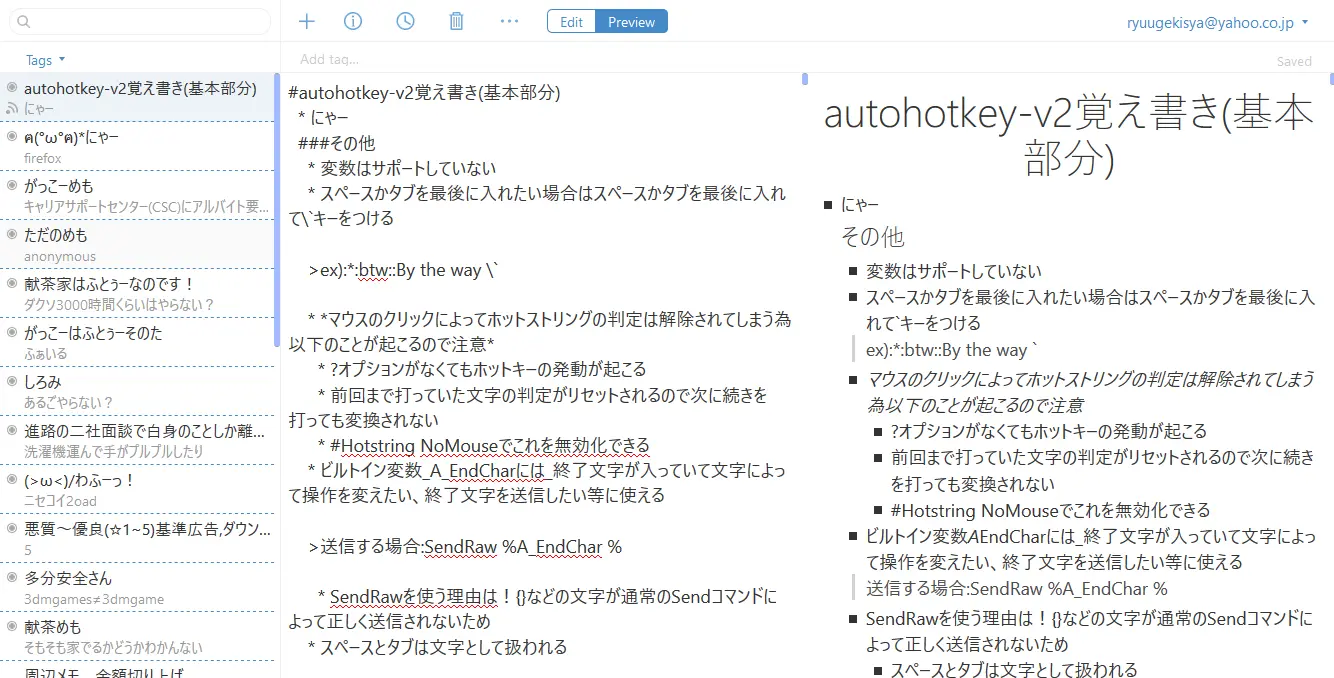 Edit Preview ryuugekisya@yahoo.co.jp
Tags
Add tag...
Saved
autohotkey-v2覚え書き(基本部分)
にゃー
ฅ(°ω°ฅ)*にゃー
firefox
がっこーめも
キャリアサポートセンター(CSC)にアルバイト要...
ただのめも
anonymous
献茶家はふとぅーなのです！
ダクソ3000時間くらいはやらない？
がっこーはふとぅーそのた
ふぁいる
しろみ
あるごやらない？
進路の二社面談で白身のことしか離...
洗濯機運んで手がプルプルしたり
(>ω<)/わふーっ！
ニセコイ2oad
悪質〜優良(☆1~5)基準広告,ダウン...
5
多分安全さん
3dmgames≠3dmgame
献茶めも
そもそも家でるかどうかわかんない
周辺メモ　金額切り上げ
#autohotkey-v2覚え書き(基本部分)
* にゃー
###その他
* 変数はサポートしていない
* スペースかタブを最後に入れたい場合はスペースかタブを最後に入れ
て\`キーをつける
>ex):*:btw::By the way \`
* *マウスのクリックによってホットストリングの判定は解除されてしまう為
以下のことが起こるので注意*
* ?オプションがなくてもホットキーの発動が起こる
* 前回まで打っていた文字の判定がリセットされるので次に続きを
打っても変換されない
* #Hotstring NoMouseでこれを無効化できる
* ビルトイン変数_A_EndCharには_終了文字が入っていて文字によっ
て操作を変えたい、終了文字を送信したい等に使える
>送信する場合:SendRaw %A_EndChar %
* SendRawを使う理由は！{}などの文字が通常のSendコマンドに
よって正しく送信されないため
* スペースとタブは文字として扱われる
autohotkey-v2覚え書き(基本
部分)
にゃー
その他
変数はサポートしていない
スペースかタブを最後に入れたい場合はスペースかタブを最後に入
れて`キーをつける
ex):*:btw::By the way `
マウスのクリックによってホットストリングの判定は解除されてしまう
為以下のことが起こるので注意
?オプションがなくてもホットキーの発動が起こる
前回まで打っていた文字の判定がリセットされるので次に続き
を打っても変換されない
#Hotstring NoMouseでこれを無効化できる
ビルトイン変数AEndCharには_終了文字が入っていて文字によっ
て操作を変えたい、終了文字を送信したい等に使える
送信する場合:SendRaw %A_EndChar %
SendRawを使う理由は！{}などの文字が通常のSendコマンドに
よって正しく送信されないため
スペースとタブは文字として扱われる